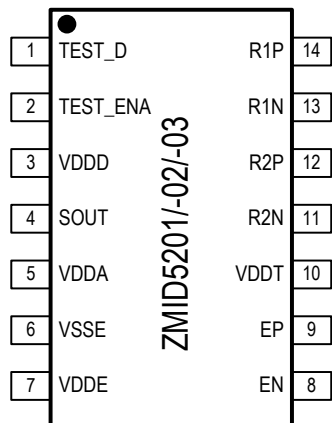 1 TEST_D R1P 14
2 TEST_ENA R1N 13
3 VDDD R2P 12
4 SOUT R2N 11
5 VDDA VDDT 10
6 VSSE EP 9
7 VDDE EN 8
ZMID5201/-02/-03